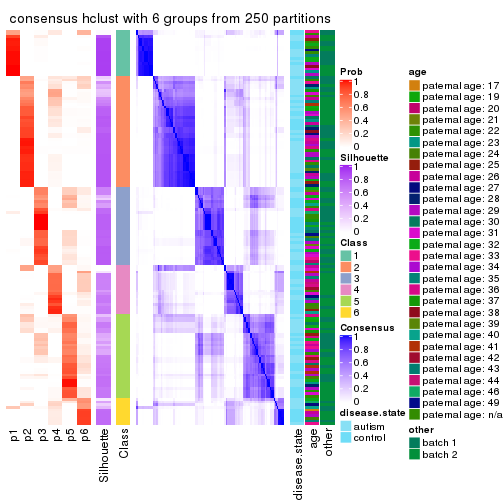 consensus hclust with 6 groups from 250 partitions
p1
p2
p3
p4
p5
p6
Silhouette
Class
disease.state
age
other
Prob
1
0.8
0.6
0.4
0.2
0
Silhouette
1
0.8
0.6
0.4
0.2
0
Class
1
2
3
4
5
6
Consensus
1
0.8
0.6
0.4
0.2
0
disease.state
autism
control
age
paternal age: 17
paternal age: 19
paternal age: 20
paternal age: 21
paternal age: 22
paternal age: 23
paternal age: 24
paternal age: 25
paternal age: 26
paternal age: 27
paternal age: 28
paternal age: 29
paternal age: 30
paternal age: 31
paternal age: 32
paternal age: 33
paternal age: 34
paternal age: 35
paternal age: 36
paternal age: 37
paternal age: 38
paternal age: 39
paternal age: 40
paternal age: 41
paternal age: 42
paternal age: 43
paternal age: 44
paternal age: 46
paternal age: 49
paternal age: n/a
other
batch 1
batch 2